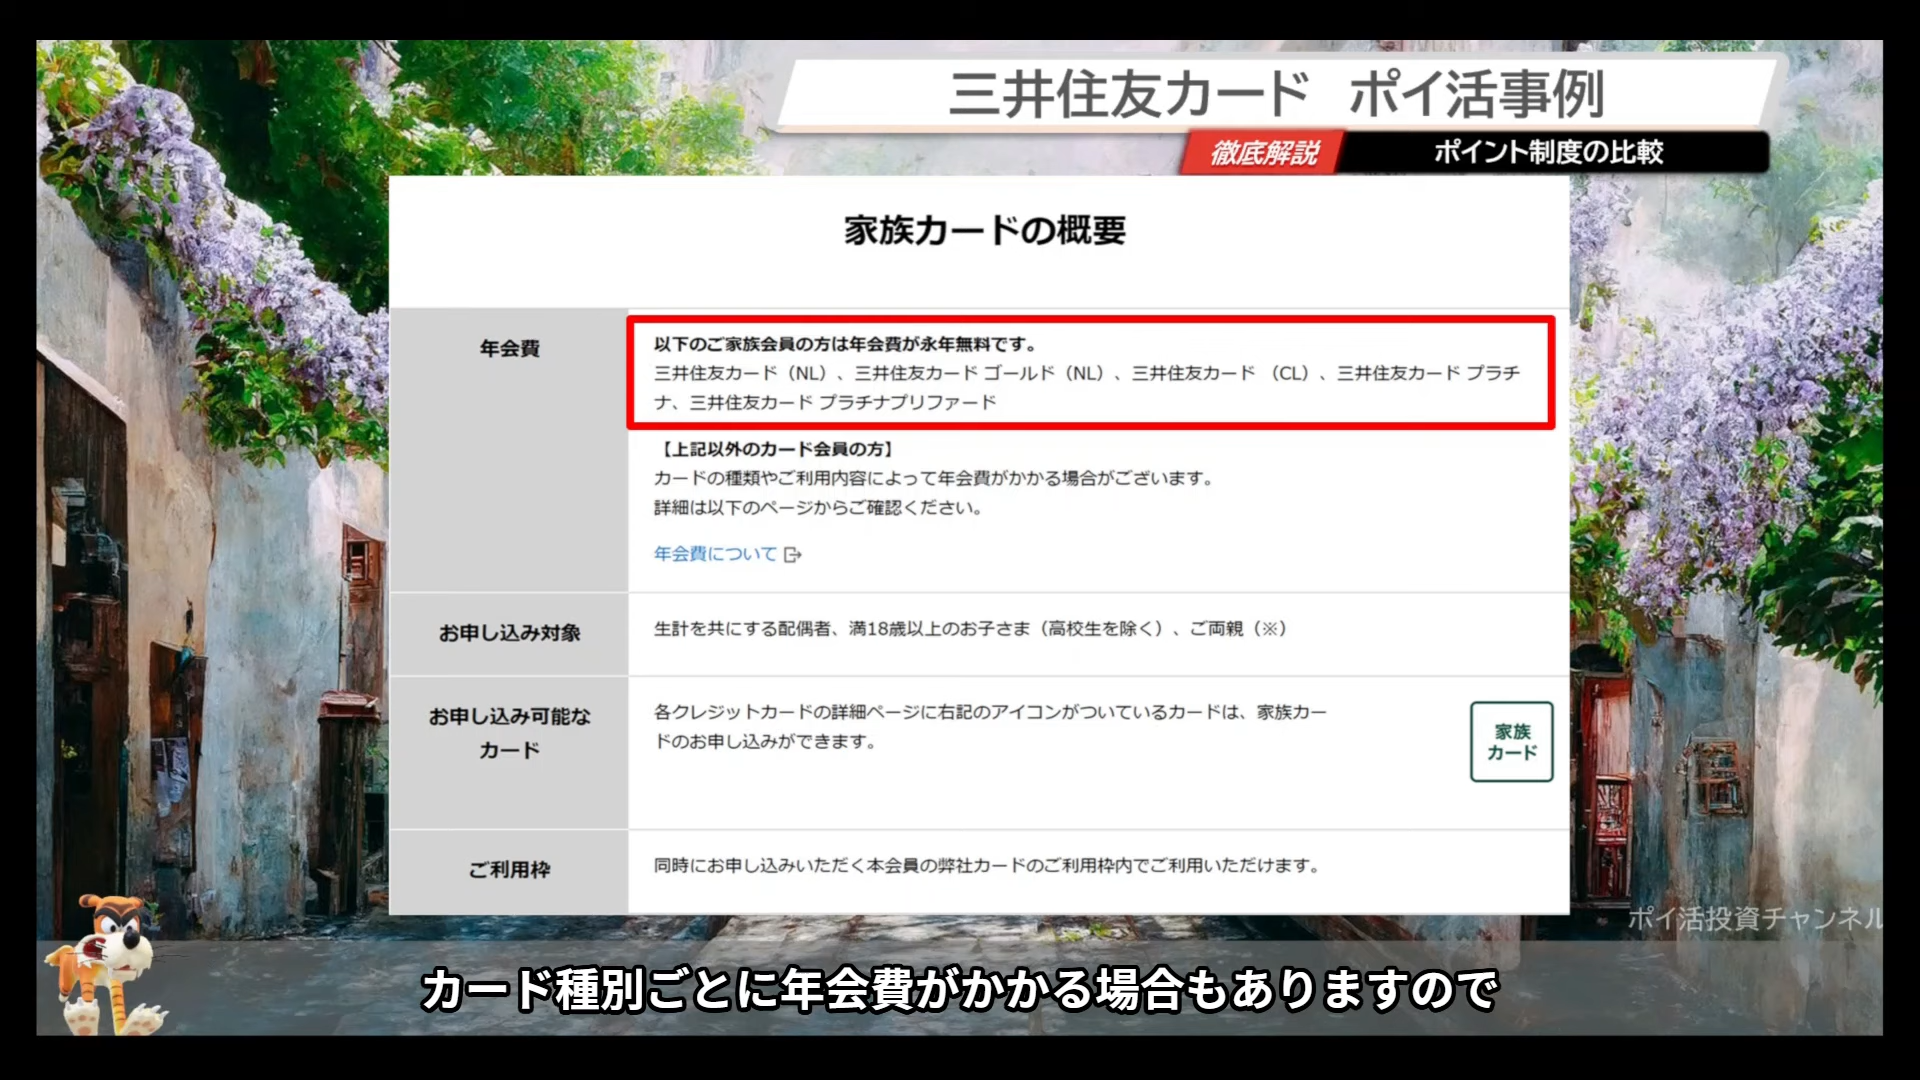 三井住友カード ポイ活事例
徹底解説
ポイント制度の比較
家族カードの概要
年会費
以下のご家族会員の方は年会費が永年無料です。
三井住友カード（NL）、三井住友カード ゴールド（NL）、三井住友カード （CL）、三井住友カード プラチ
ナ、三井住友カード プラチナプリファード
【上記以外のカード会員の方】
カードの種類やご利用内容によって年会費がかかる場合がございます。
詳細は以下のページからご確認ください。
年会費について
お申し込み対象
生計を共にする配偶者、満18歳以上のお子さま（高校生を除く）、ご両親（※）
お申し込み可能な
カード
各クレジットカードの詳細ページに右記のアイコンがついているカードは、家族カー
ドのお申し込みができます。
家族
カード
ご利用枠
同時にお申し込みいただく本会員の弊社カードのご利用枠内でご利用いただけます。
ポイ活投資チャンネル
カード種別ごとに年会費がかかる場合もありますので